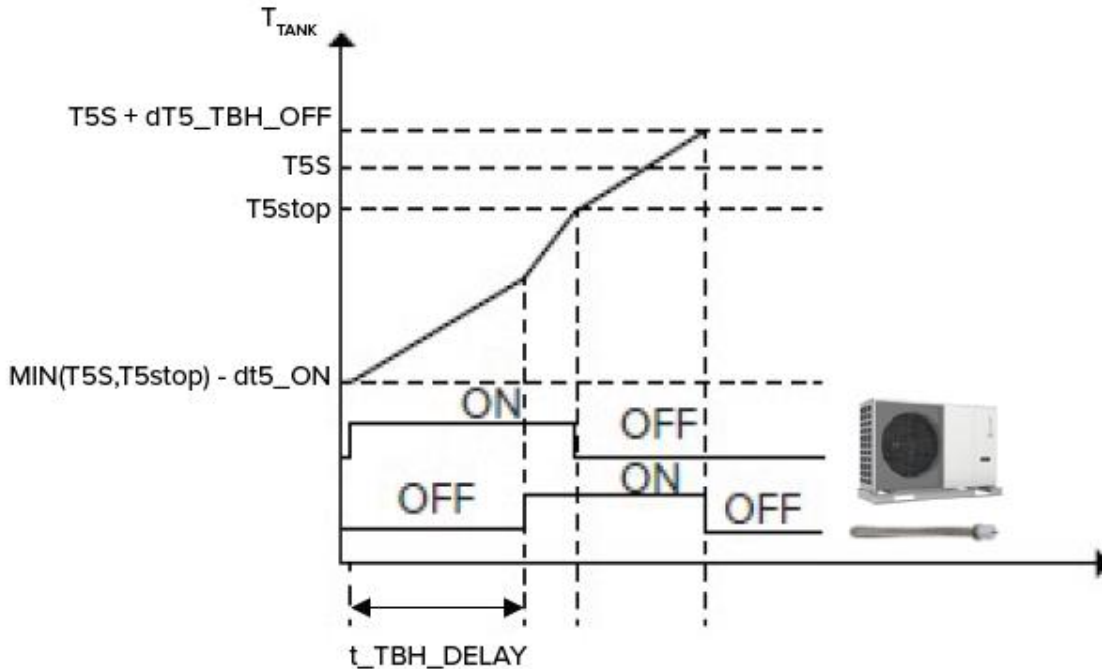 T_TANK
T5S + dT5_TBH_OFF
T5S
T5stop
MIN(T5S,T5stop) - dt5_ON
ON
OFF
OFF
ON
OFF
t_TBH_DELAY